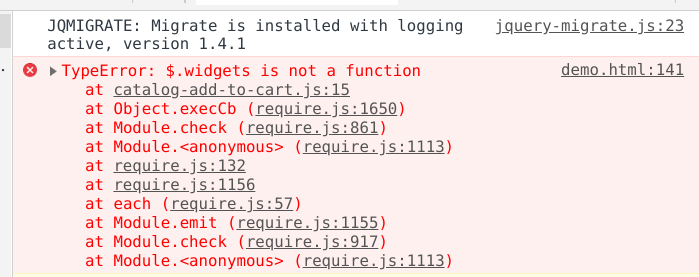 JQMIGRATE: Migrate is installed with logging jquery-migrate.js:23
active, version 1.4.1
TypeError: $.widgets is not a function demo.html:141
at catalog-add-to-cart.js:15
at Object.execCb (require.js:1650)
at Module.check (require.js:861)
at Module.<anonymous> (require.js:1113)
at require.js:132
at require.js:1156
at each (require.js:57)
at Module.emit (require.js:1155)
at Module.check (require.js:917)
at Module.<anonymous> (require.js:1113)